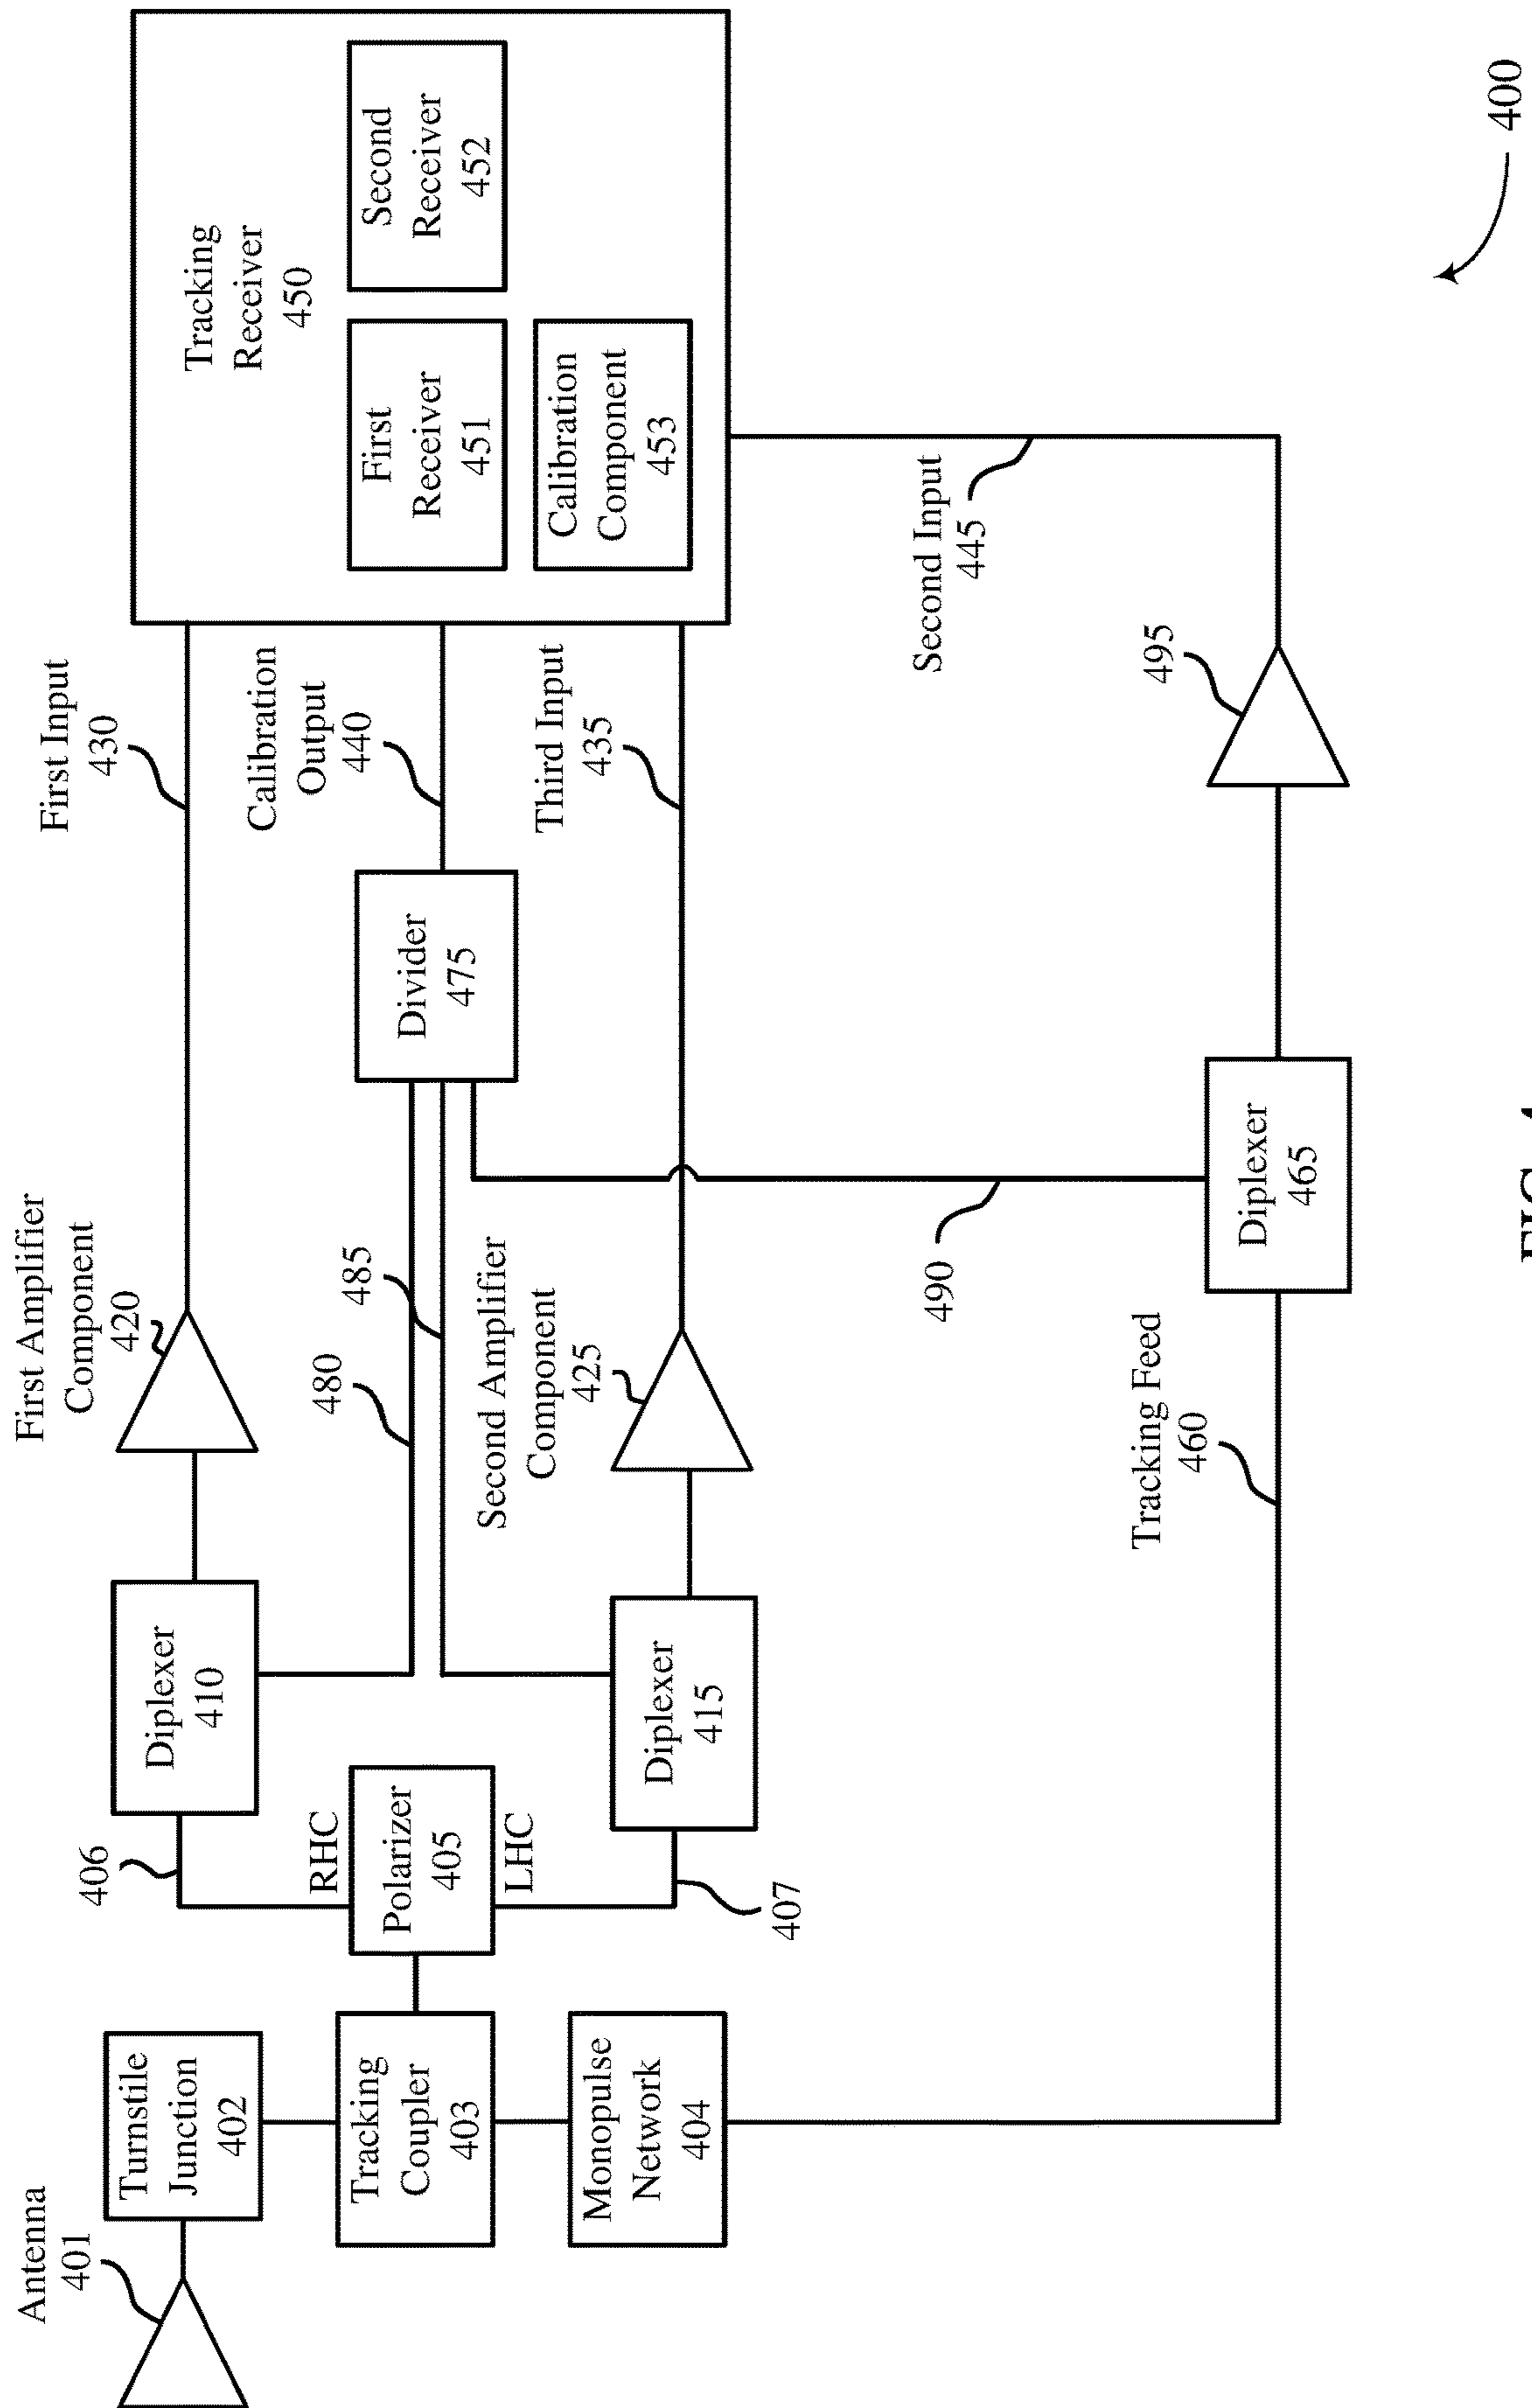 Antenna
401
Turnstile
Junction
402
Tracking
Coupler
403
Monopulse
Network
404
406
RHC
Polarizer
405
LHC
407
Diplexer
410
Diplexer
415
First Amplifier
Component
420
480
485
Second Amplifier
Component
425
Tracking Feed
460
490
Diplexer
465
Divider
475
First Input
430
Calibration
Output
440
Third Input
435
495
Second Input
445
Tracking
Receiver
450
First
Receiver
451
Second
Receiver
452
Calibration
Component
453
400